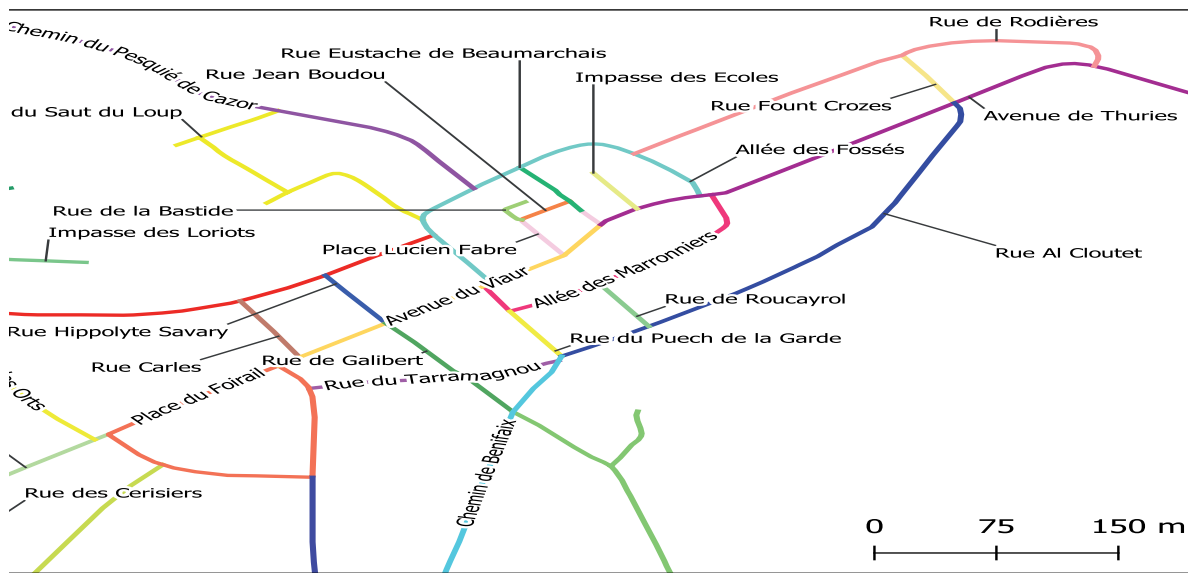 Rue de Rodières
Chemin du Pesquié de Cazor
Rue Eustache de Beaumarchais
Rue Jean Boudou
Impasse des Ecoles
Rue Fount Crozes
du Saut du Loup
Avenue de Thuries
Allée des Fossés
Rue de la Bastide
Impasse des Loriots
Place Lucien Fabre
Allée des Marronniers
Rue Al Cloutet
Avenue du Viaur
Rue de Roucayrol
Rue Hippolyte Savary
Rue du Puech de la Garde
Rue de Galibert
Rue Carles
Rue du Tarramagnou
Place du Foirail
Orts
Chemin de Benifaix
Rue des Cerisiers
0 75 150 m